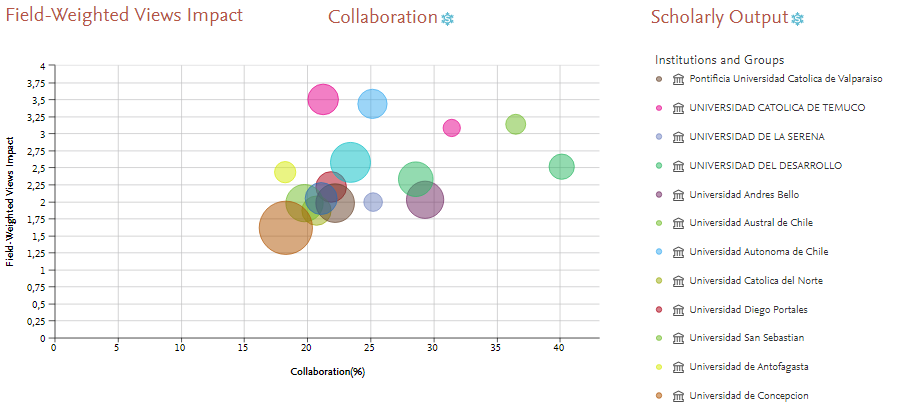 Field-Weighted Views Impact
Collaboration
Scholarly Output
Institutions and Groups
Pontificia Universidad Catolica de Valparaiso
UNIVERSIDAD CATOLICA DE TEMUCO
UNIVERSIDAD DE LA SERENA
UNIVERSIDAD DEL DESARROLLO
Universidad Andres Bello
Universidad Austral de Chile
Universidad Autonoma de Chile
Universidad Catolica del Norte
Universidad Diego Portales
Universidad San Sebastian
Universidad de Antofagasta
Universidad de Concepcion
Field-Weighted Views Impact
4
3,75
3,5
3,25
3
2,75
2,5
2,25
2
1,75
1,5
1,25
1
0,75
0,5
0,25
0
0 5 10 15 20 25 30 35 40
Collaboration(%)